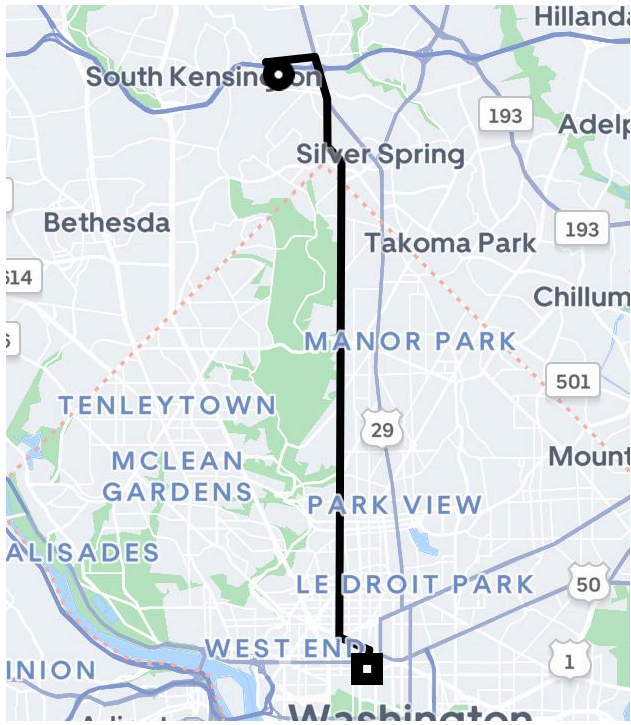 Hillanda
South Kensington
193
Adelp
Silver Spring
Bethesda
193
Takoma Park
614
Chillum
MANOR PARK
6
501
TENLEYTOWN
29
MCLEAN
GARDENS
Mount
PARK VIEW
ALISADES
LE DROIT PARK
50
WEST END
1
INION
Washington